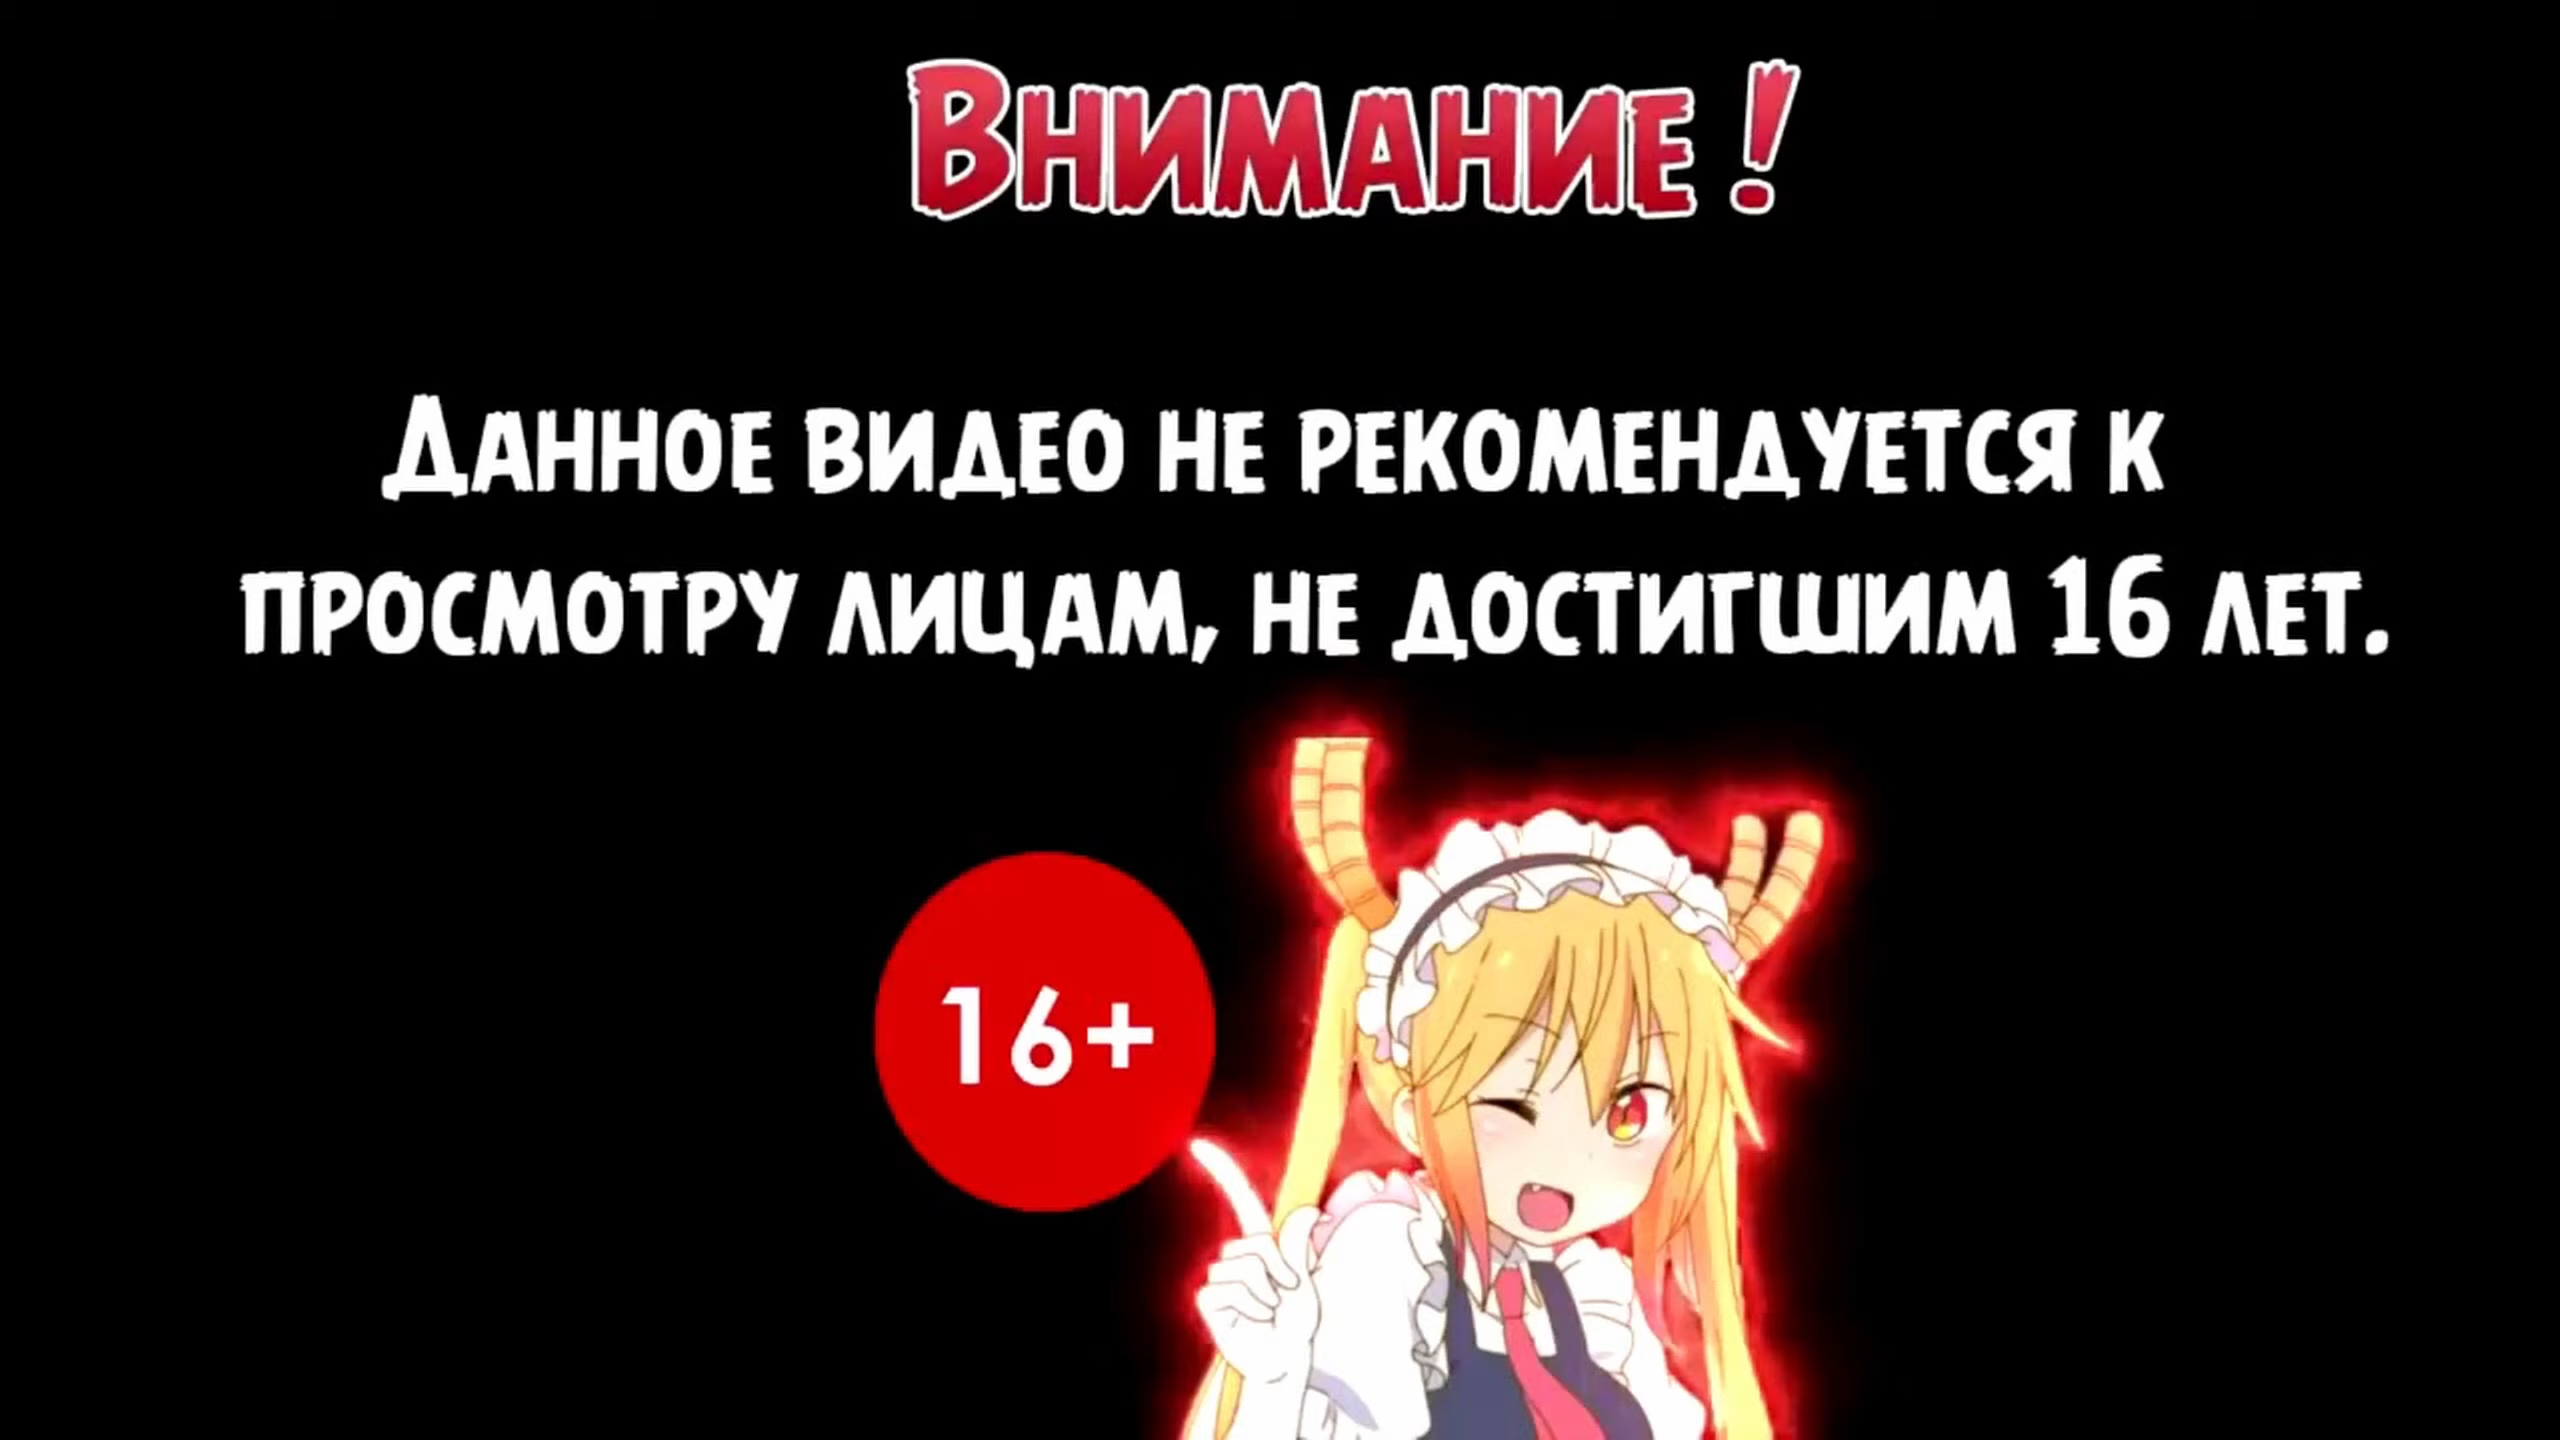 Внимание !
Данное видео не рекомендуется к
просмотру лицам, не достигшим 16 лет.
16+